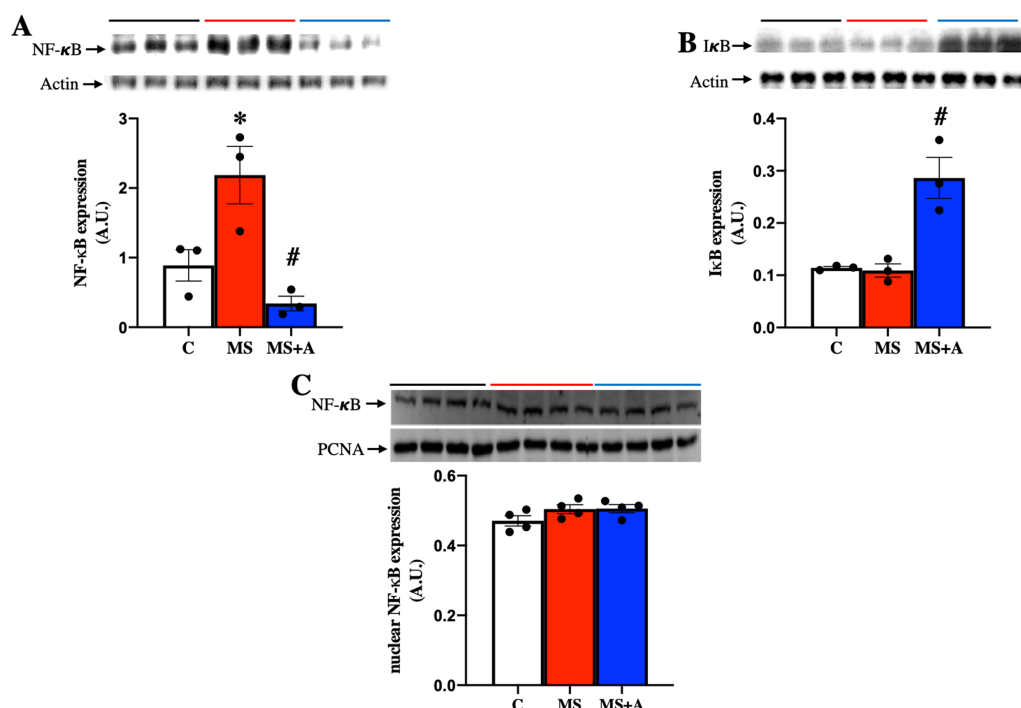 A
NF-κB
Actin
NF-κB expression
(A.U.)
3
2
1
0
*
#
C MS MS+A
B
IκB
Actin
IκB expression
(A.U.)
0.4
0.3
0.2
0.1
0.0
#
C MS MS+A
C
NF-κB
PCNA
nuclear NF-κB expression
(A.U.)
0.6
0.4
0.2
0.0
C MS MS+A